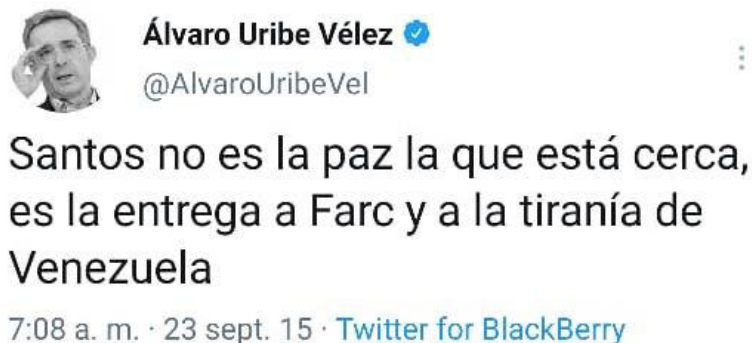 Álvaro Uribe Vélez
@AlvaroUribeVel
Santos no es la paz la que está cerca,
es la entrega a Farc y a la tiranía de
Venezuela
7:08 a. m. · 23 sept. 15 · Twitter for BlackBerry